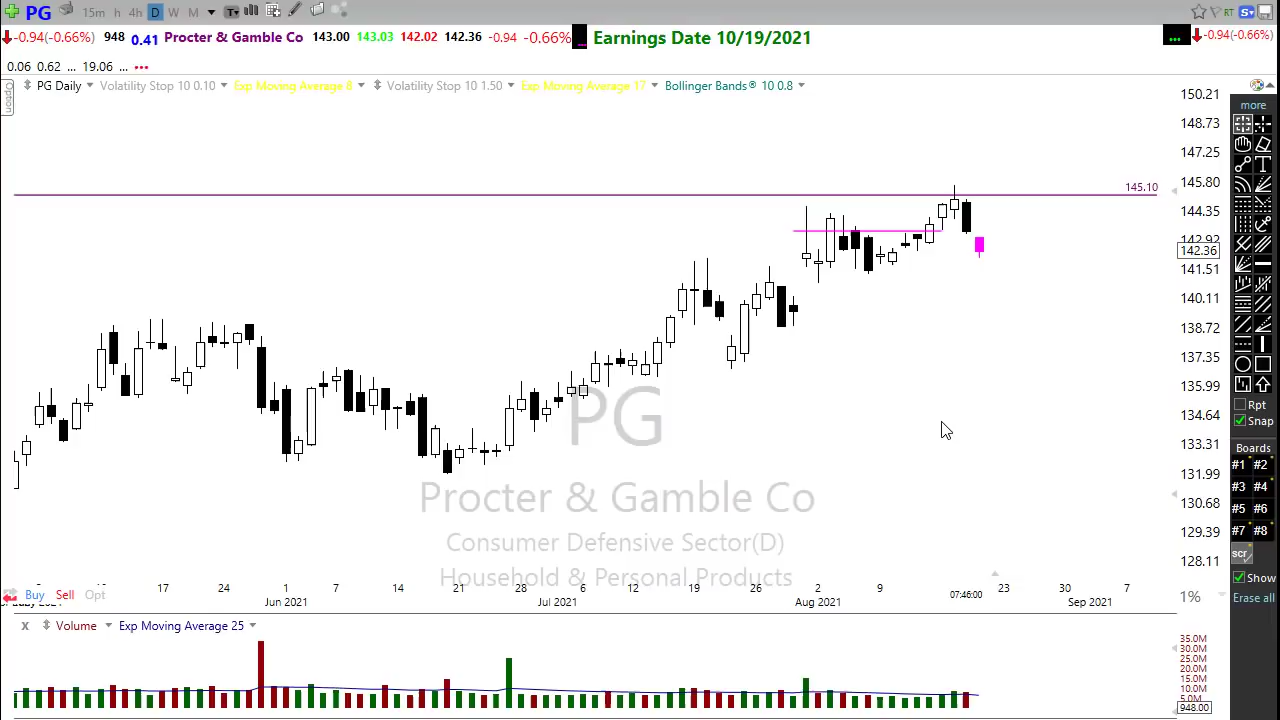 PG 15m h 4h D W M T RT S
-0.94(-0.66%) 948 0.41 Procter & Gamble Co 143.00 143.03 142.02 142.36 -0.94 -0.66% Earnings Date 10/19/2021 ... -0.94(-0.66%)
0.06 0.62 ... 19.06 ...
Option
PG Daily Volatility Stop 10 0.10 Exp Moving Average 8 Volatility Stop 10 1.50 Exp Moving Average 17 Bollinger Bands® 10 0.8
150.21
148.73
147.25
145.80
145.10
144.35
142.92
142.36
141.51
140.11
138.72
137.35
135.99
134.64
133.31
131.99
130.68
129.39
128.11
more
T
Rpt
Snap
Boards
#1 #2
#3 #4
#5 #6
#7 #8
scr
Show
Erase all
PG
Procter & Gamble Co
Consumer Defensive Sector(D)
Household & Personal Products
17 24 1 7 14 21 28 6 12 19 26 2 9 07:46:00 23 30 7
Jun 2021 Jul 2021 Aug 2021 Sep 2021
Buy Sell Opt 1%
x Volume Exp Moving Average 25
35.0M
30.0M
25.0M
20.0M
15.0M
10.0M
5.0M
948.00